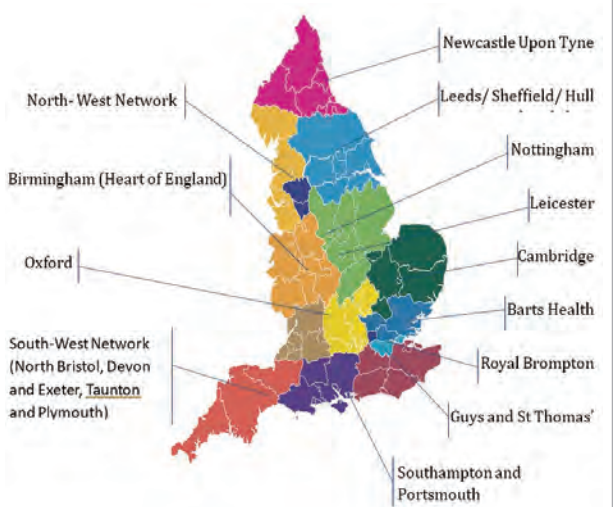 Newcastle Upon Tyne
North- West Network
Leeds/ Sheffield/ Hull
Nottingham
Birmingham (Heart of England)
Leicester
Oxford
Cambridge
Barts Health
South-West Network
(North Bristol, Devon
and Exeter, Taunton
and Plymouth)
Royal Brompton
Guys and St Thomas'
Southampton and
Portsmouth